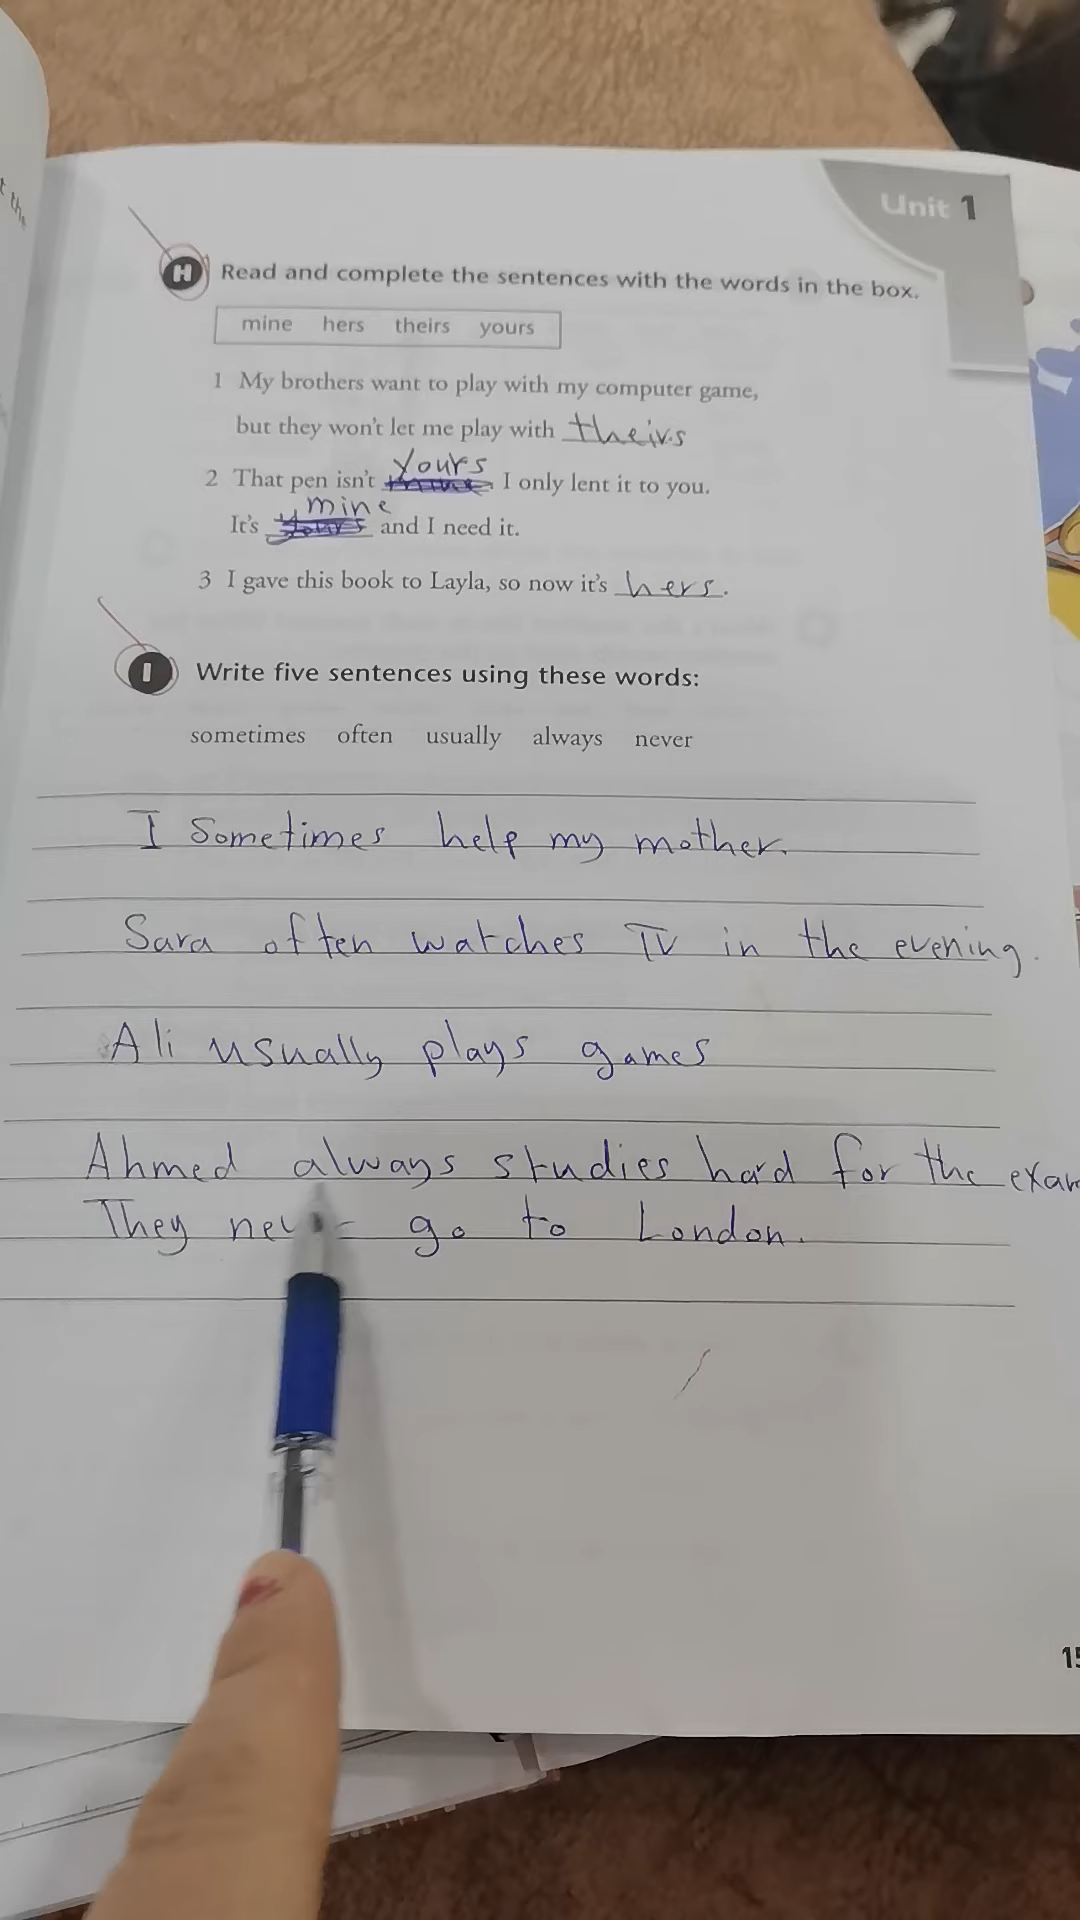 Unit 1
H Read and complete the sentences with the words in the box.
mine hers theirs yours
1 My brothers want to play with my computer game,
but they won't let me play with theirs
yours
2 That pen isn't I only lent it to you.
mine
It's and I need it.
3 I gave this book to Layla, so now it's hers.
I Write five sentences using these words:
sometimes often usually always never
I Sometimes help my mother.
Sara often watches TV in the evening.
Ali usually plays games
Ahmed always studies hard for the
They go to London.